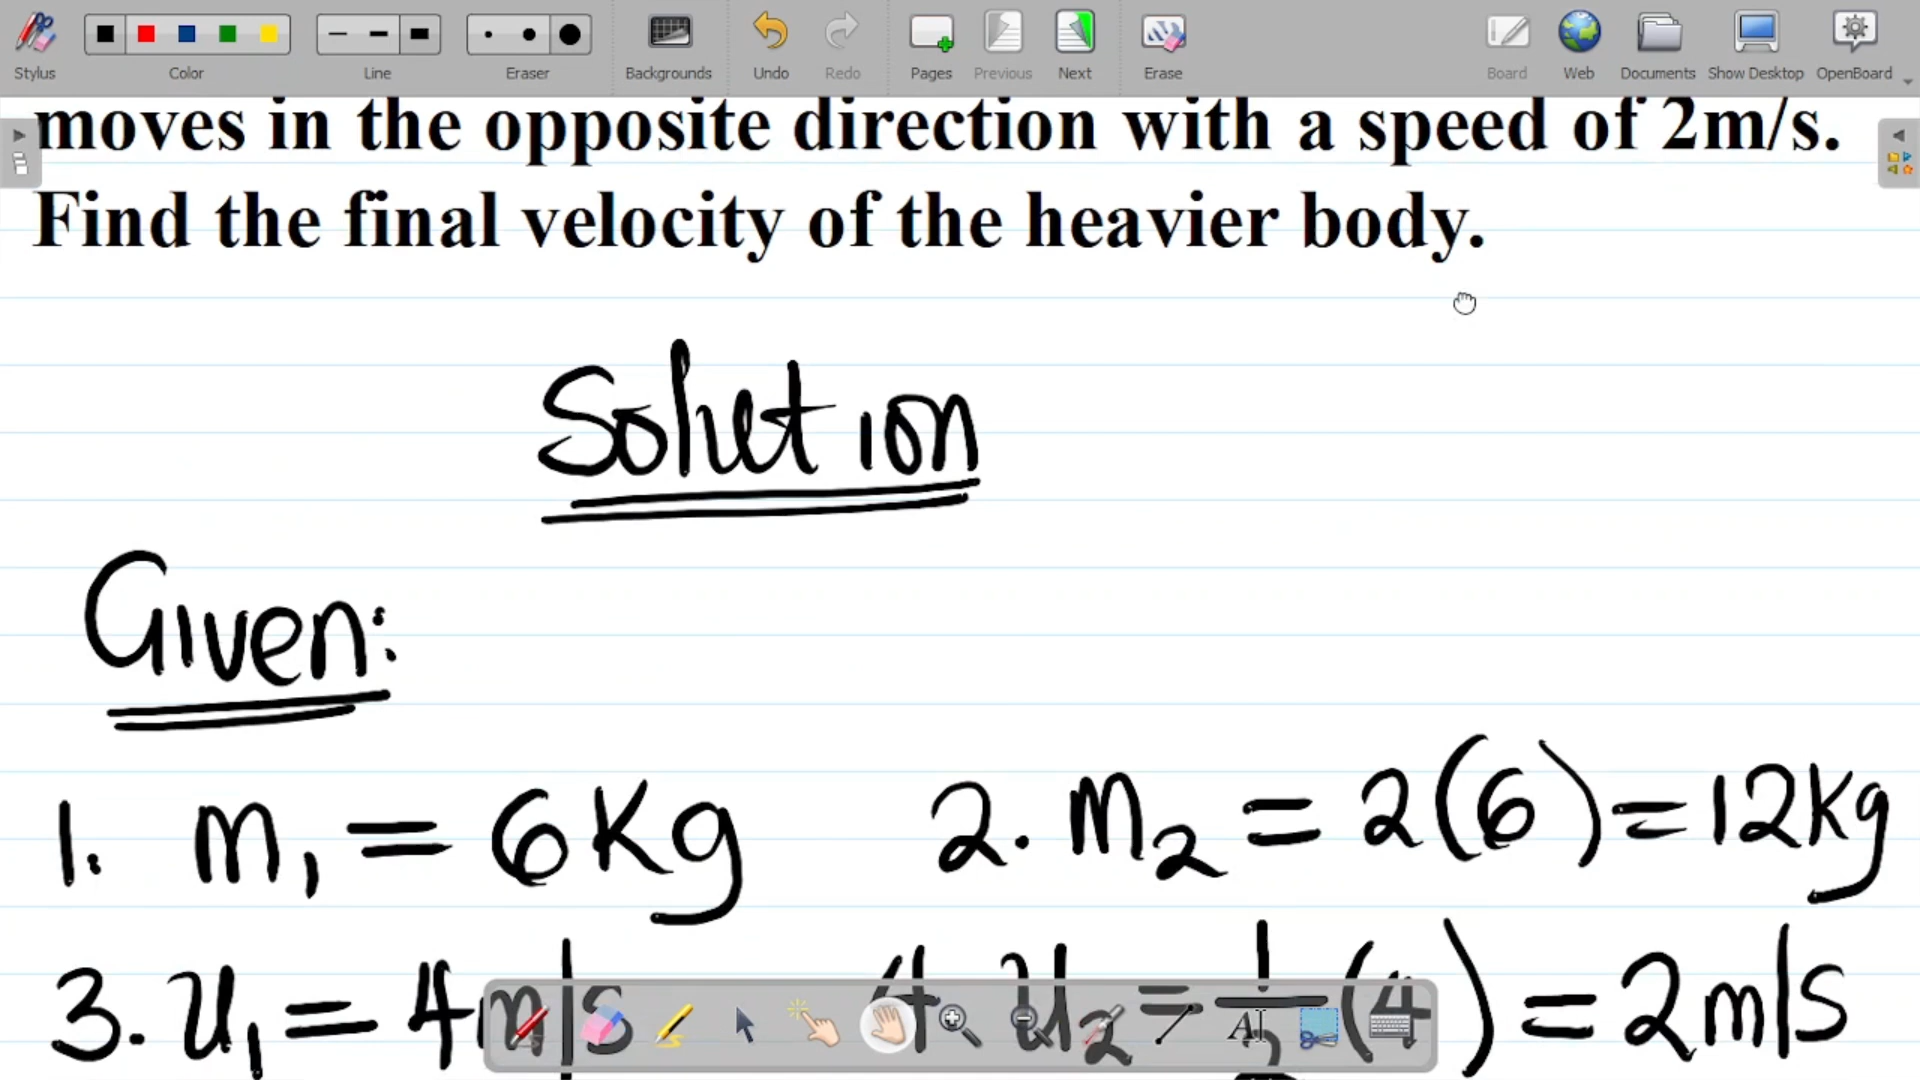 Stylus Color Line Eraser Backgrounds Undo Redo Pages Previous Next Erase Board Web Documents Show Desktop OpenBoard
moves in the opposite direction with a speed of 2m/s.
Find the final velocity of the heavier body.
Solution
Given:
1. m₁ = 6Kg 2. m₂ = 2(6) = 12kg
3. u₁ = 4m/s 4. u₂ = 1/2 (4) = 2m/s